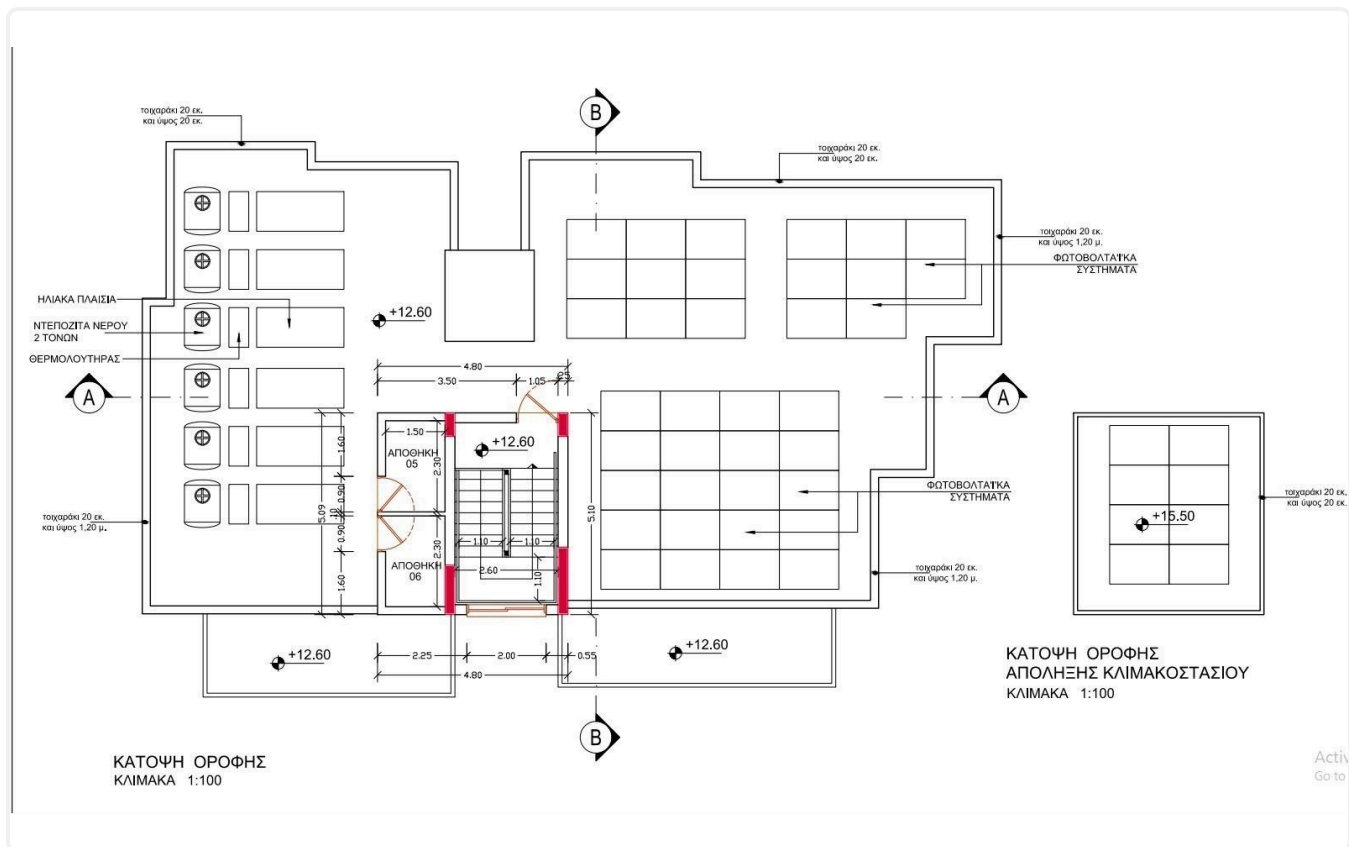 τοιχαράκι 20 εκ.
και ύψος 20 εκ.
B
τοιχαράκι 20 εκ.
και ύψος 20 εκ.
τοιχαράκι 20 εκ.
και ύψος 1,20 μ.
ΦΩΤΟΒΟΛΤΑΪΚΑ
ΣΥΣΤΗΜΑΤΑ
ΗΛΙΑΚΑ ΠΛΑΙΣΙΑ
ΝΤΕΠΟΖΙΤΑ ΝΕΡΟΥ
2 ΤΟΝΩΝ
ΘΕΡΜΟΛΟΥΤΗΡΑΣ
+12.60
4.80
3.50
1.05
A
A
1.50
ΑΠΟΘΗΚΗ
05
+12.60
1.60
2.30
0.90
5.09
.10
0.90
2.30
1.60
ΑΠΟΘΗΚΗ
06
1.10
1.10
2.60
1.10
5.10
ΦΩΤΟΒΟΛΤΑΪΚΑ
ΣΥΣΤΗΜΑΤΑ
τοιχαράκι 20 εκ.
και ύψος 1,20 μ.
τοιχαράκι 20 εκ.
και ύψος 1,20 μ.
τοιχαράκι 20 εκ.
και ύψος 20 εκ.
+15.50
+12.60
2.25
2.00
0.55
4.80
+12.60
B
ΚΑΤΟΨΗ ΟΡΟΦΗΣ
ΑΠΟΛΗΞΗΣ ΚΛΙΜΑΚΟΣΤΑΣΙΟΥ
ΚΛΙΜΑΚΑ 1:100
ΚΑΤΟΨΗ ΟΡΟΦΗΣ
ΚΛΙΜΑΚΑ 1:100
Activ
Go to